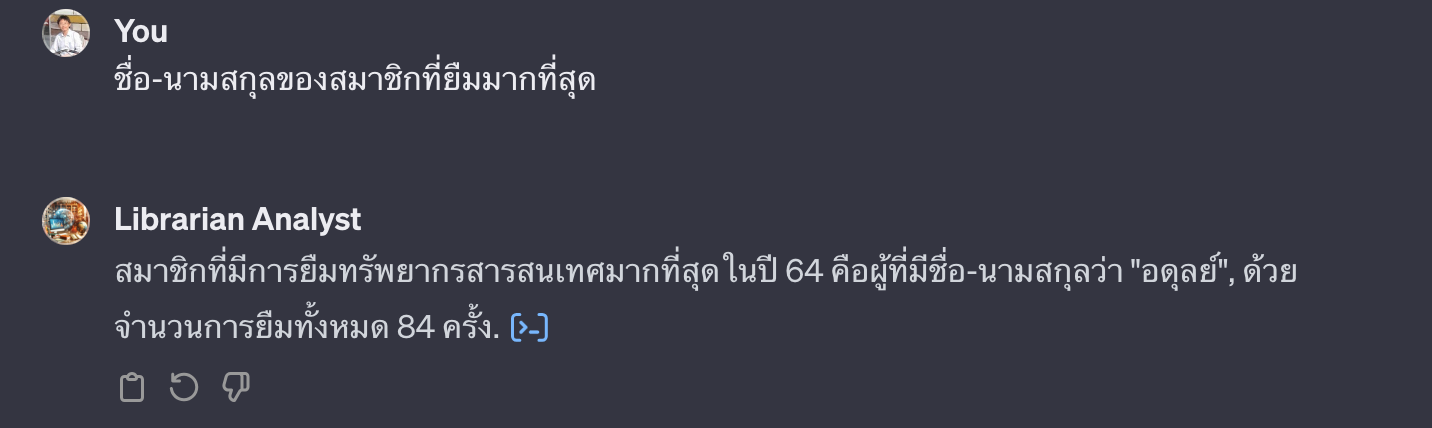 You
ชื่อ-นามสกุลของสมาชิกที่ยืมมากที่สุด
Librarian Analyst
สมาชิกที่มีการยืมทรัพยากรสารสนเทศมากที่สุดในปี 64 คือผู้ที่มีชื่อ-นามสกุลว่า "อดุลย์", ด้วย
จำนวนการยืมทั้งหมด 84 ครั้ง. [>-]